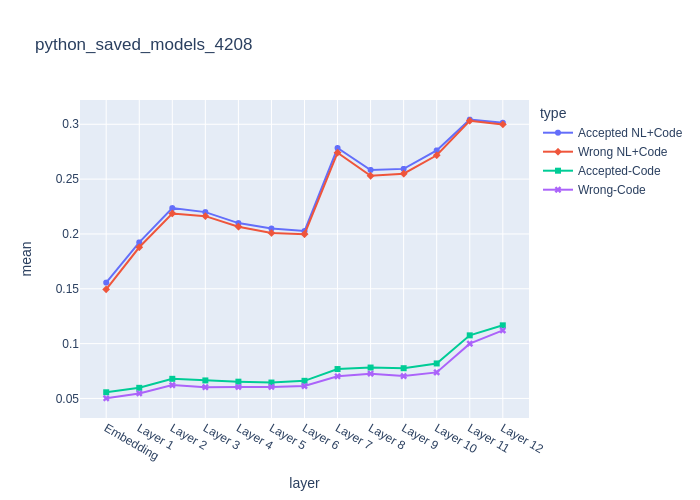 python_saved_models_4208
type
Accepted NL+Code
Wrong NL+Code
Accepted-Code
Wrong-Code
mean
0.3
0.25
0.2
0.15
0.1
0.05
Embedding
Layer 1
Layer 2
Layer 3
Layer 4
Layer 5
Layer 6
Layer 7
Layer 8
Layer 9
Layer 10
Layer 11
Layer 12
layer